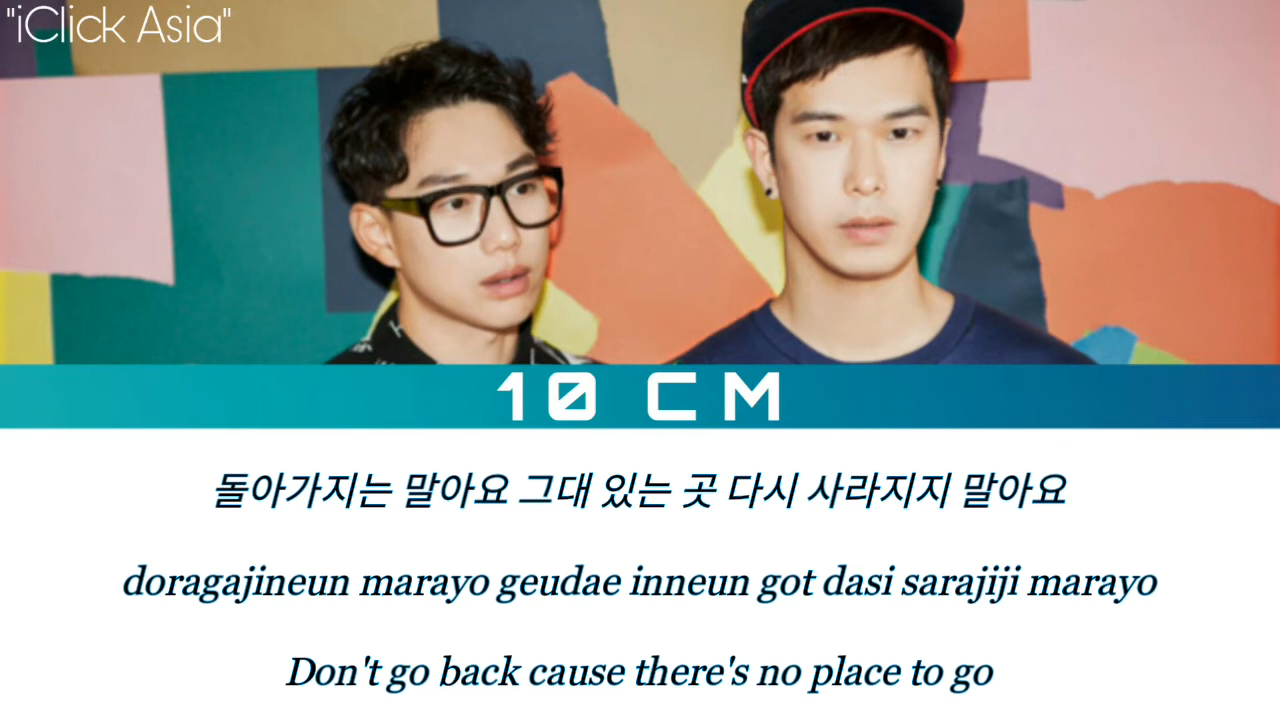 "iClick Asia"
10 CM
돌아가지는 말아요 그대 있는 곳 다시 사라지지 말아요
doragajineun marayo geudae inneun got dasi sarajiji marayo
Don't go back cause there's no place to go